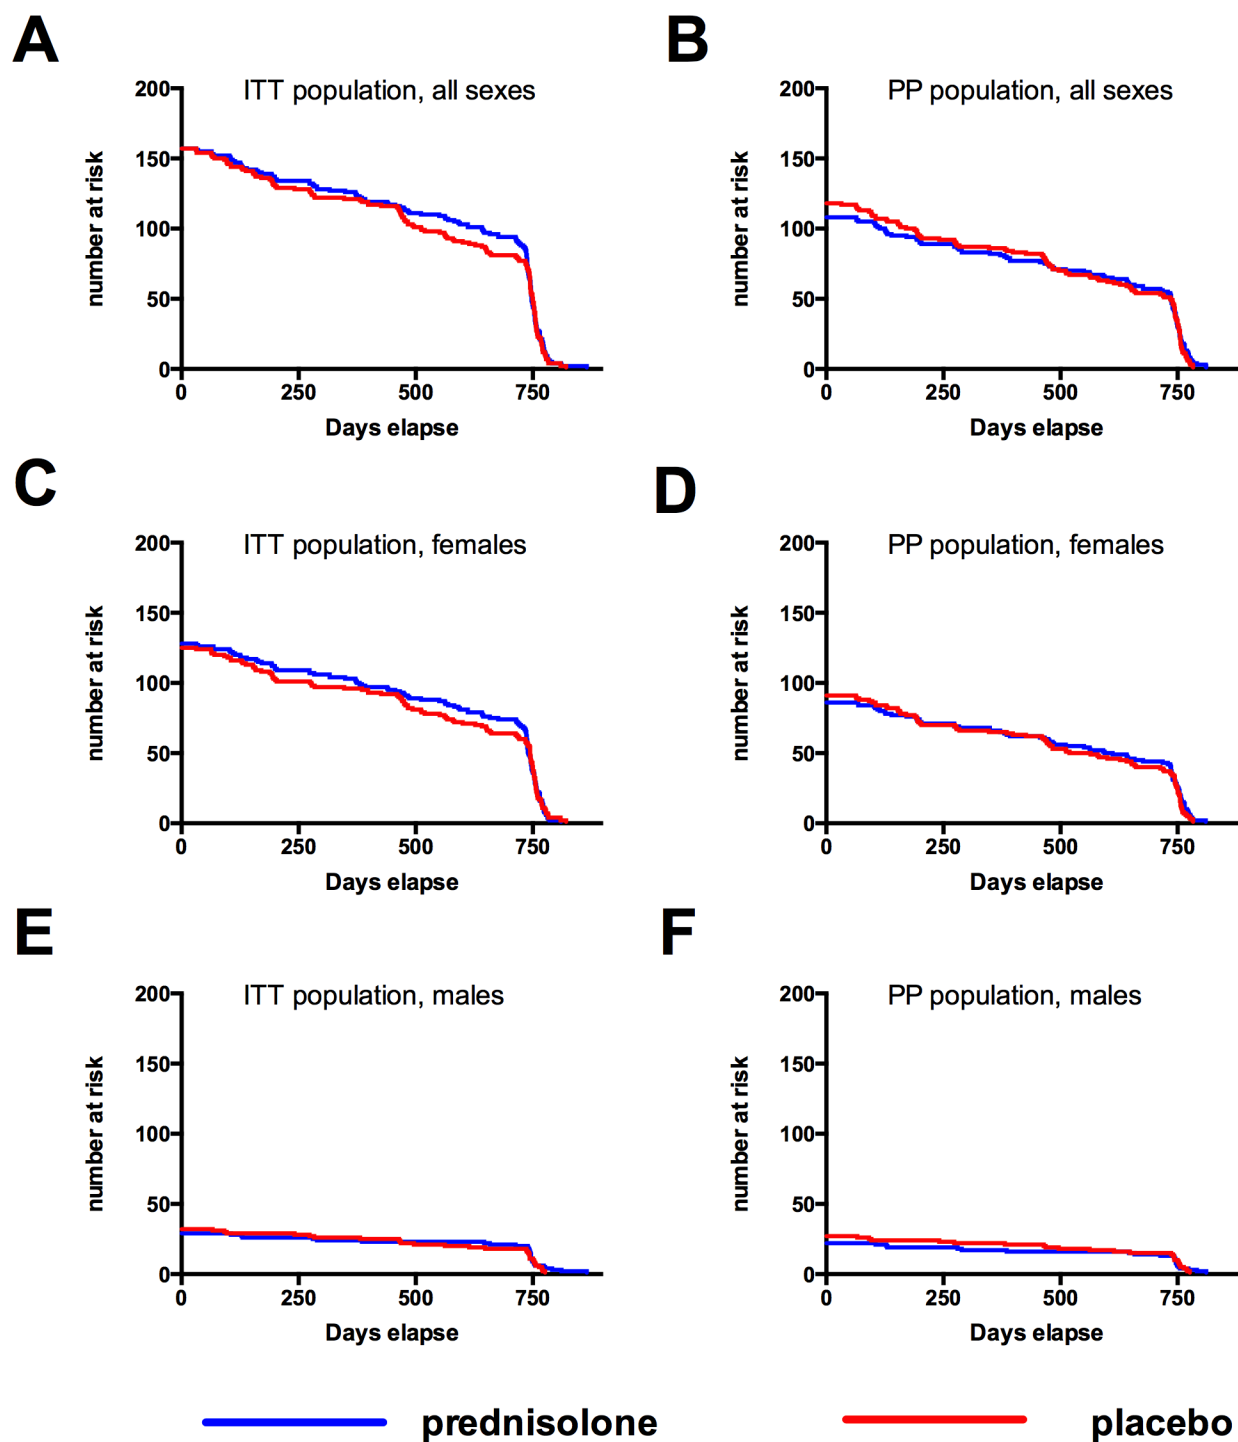 A
B
ITT population, all sexes
PP population, all sexes
200
150
100
50
0
number at risk
0 250 500 750
Days elapse
200
150
100
50
0
number at risk
0 250 500 750
Days elapse
C
D
ITT population, females
PP population, females
200
150
100
50
0
number at risk
0 250 500 750
Days elapse
200
150
100
50
0
number at risk
0 250 500 750
Days elapse
E
F
ITT population, males
PP population, males
200
150
100
50
0
number at risk
0 250 500 750
Days elapse
200
150
100
50
0
number at risk
0 250 500 750
Days elapse
prednisolone
placebo